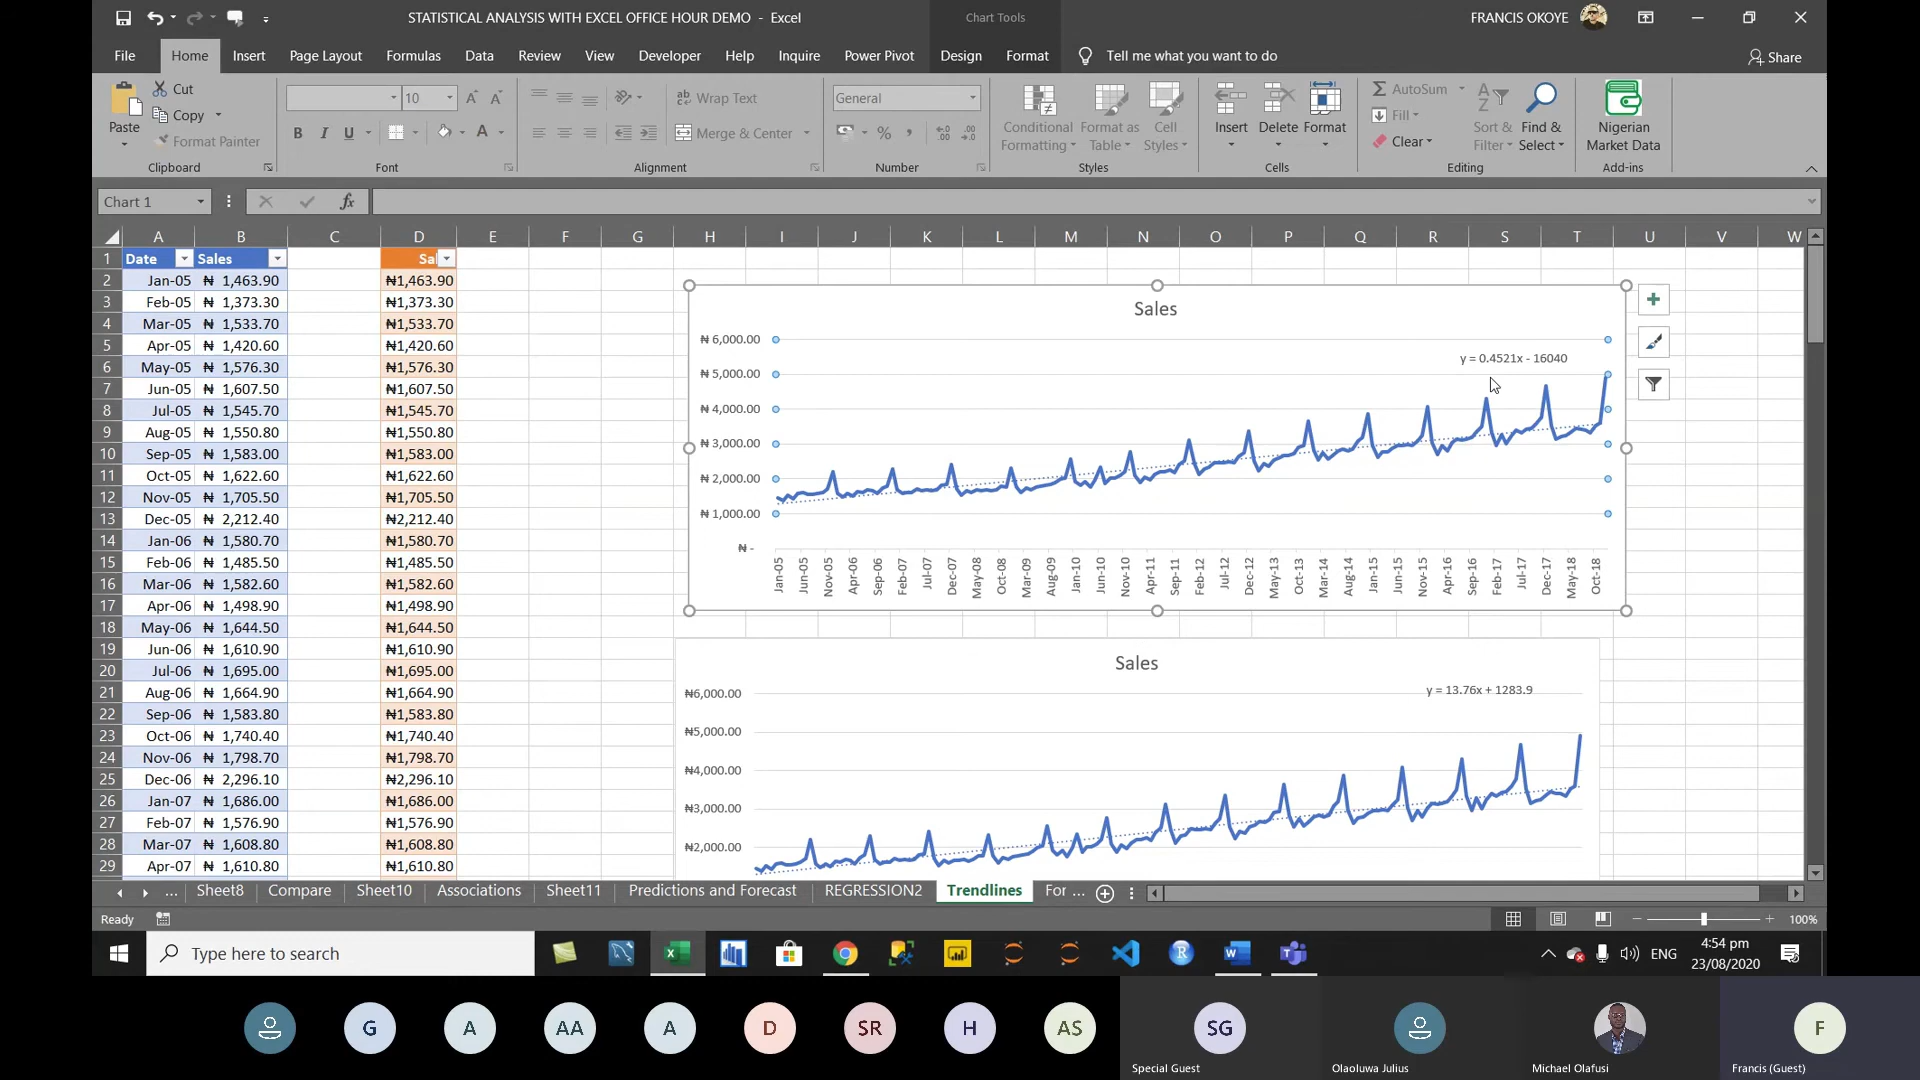 STATISTICAL ANALYSIS WITH EXCEL OFFICE HOUR DEMO - Excel
Chart Tools
FRANCIS OKOYE
File Home Insert Page Layout Formulas Data Review View Developer Help Inquire Power Pivot Design Format Tell me what you want to do Share
Paste
Cut
Copy
Format Painter
Clipboard
10
B I U
Font
Wrap Text
Merge & Center
Alignment
General
%
Number
Conditional Formatting
Format as Table
Cell Styles
Styles
Insert
Delete
Format
Cells
AutoSum
Fill
Clear
Sort & Filter
Find & Select
Editing
Nigerian Market Data
Add-ins
Chart 1
fx
A B C D E F G H I J K L M N O P Q R S T U V W
1 Date Sales Sal
2 Jan-05 ₦ 1,463.90 ₦1,463.90
3 Feb-05 ₦ 1,373.30 ₦1,373.30
4 Mar-05 ₦ 1,533.70 ₦1,533.70
5 Apr-05 ₦ 1,420.60 ₦1,420.60
6 May-05 ₦ 1,576.30 ₦1,576.30
7 Jun-05 ₦ 1,607.50 ₦1,607.50
8 Jul-05 ₦ 1,545.70 ₦1,545.70
9 Aug-05 ₦ 1,550.80 ₦1,550.80
10 Sep-05 ₦ 1,583.00 ₦1,583.00
11 Oct-05 ₦ 1,622.60 ₦1,622.60
12 Nov-05 ₦ 1,705.50 ₦1,705.50
13 Dec-05 ₦ 2,212.40 ₦2,212.40
14 Jan-06 ₦ 1,580.70 ₦1,580.70
15 Feb-06 ₦ 1,485.50 ₦1,485.50
16 Mar-06 ₦ 1,582.60 ₦1,582.60
17 Apr-06 ₦ 1,498.90 ₦1,498.90
18 May-06 ₦ 1,644.50 ₦1,644.50
19 Jun-06 ₦ 1,610.90 ₦1,610.90
20 Jul-06 ₦ 1,695.00 ₦1,695.00
21 Aug-06 ₦ 1,664.90 ₦1,664.90
22 Sep-06 ₦ 1,583.80 ₦1,583.80
23 Oct-06 ₦ 1,740.40 ₦1,740.40
24 Nov-06 ₦ 1,798.70 ₦1,798.70
25 Dec-06 ₦ 2,296.10 ₦2,296.10
26 Jan-07 ₦ 1,686.00 ₦1,686.00
27 Feb-07 ₦ 1,576.90 ₦1,576.90
28 Mar-07 ₦ 1,608.80 ₦1,608.80
29 Apr-07 ₦ 1,610.80 ₦1,610.80
Sales
₦ 6,000.00
y = 0.4521x - 16040
₦ 5,000.00
₦ 4,000.00
₦ 3,000.00
₦ 2,000.00
₦ 1,000.00
₦ -
Jan-05 Jun-05 Nov-05 Apr-06 Sep-06 Feb-07 Jul-07 Dec-07 May-08 Oct-08 Mar-09 Aug-09 Jan-10 Jun-10 Nov-10 Apr-11 Sep-11 Feb-12 Jul-12 Dec-12 May-13 Oct-13 Mar-14 Aug-14 Jan-15 Jun-15 Nov-15 Apr-16 Sep-16 Feb-17 Jul-17 Dec-17 May-18 Oct-18
Sales
₦6,000.00
y = 13.76x + 1283.9
₦5,000.00
₦4,000.00
₦3,000.00
₦2,000.00
... Sheet8 Compare Sheet10 Associations Sheet11 Predictions and Forecast REGRESSION2 Trendlines For ...
Ready
100%
Type here to search
ENG
4:54 pm
23/08/2020
G A AA A D SR H AS SG F
Special Guest
Olaoluwa Julius
Michael Olafusi
Francis (Guest)